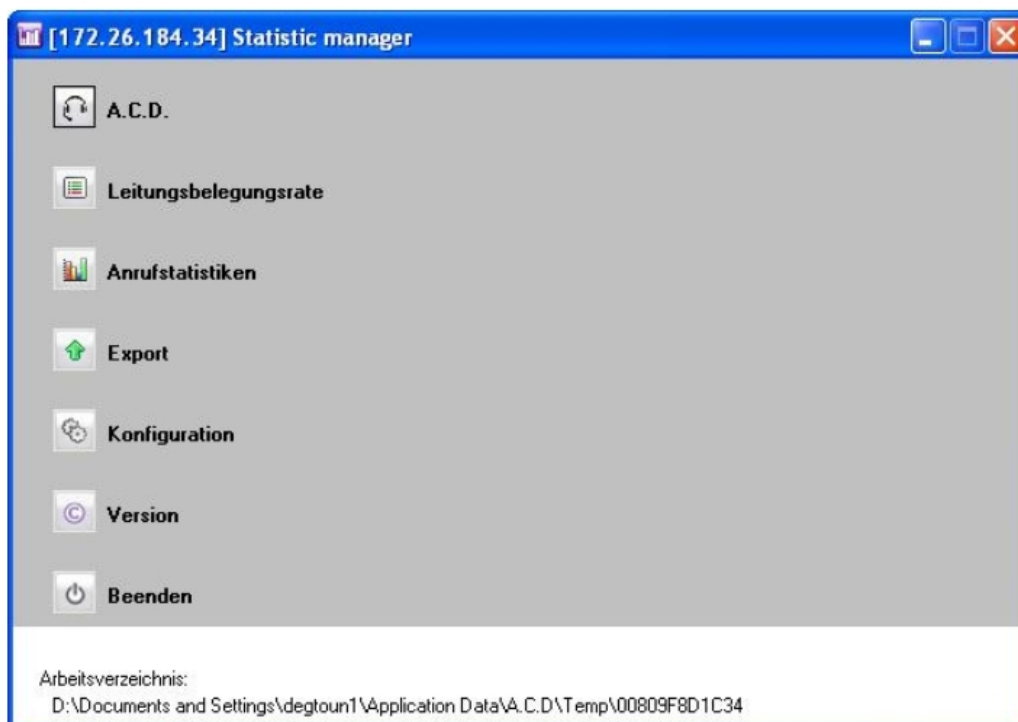 [172.26.184.34] Statistic manager
A.C.D.
Leitungsbelegungsrate
Anrufstatistiken
Export
Konfiguration
Version
Beenden
Arbeitsverzeichnis:
D:\Documents and Settings\degtoun1\Application Data\A.C.D\Temp\00809F8D1C34